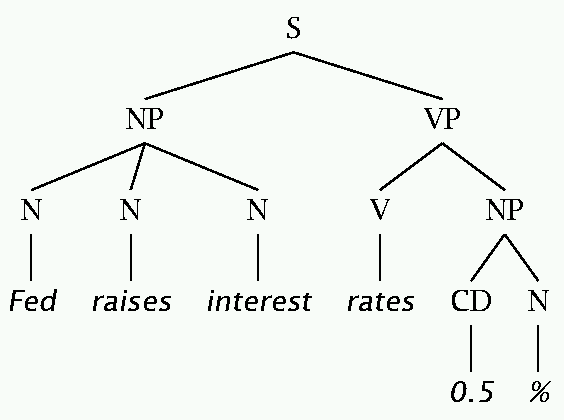 S
NP VP
N N N V NP
Fed raises interest rates CD N
0.5 %